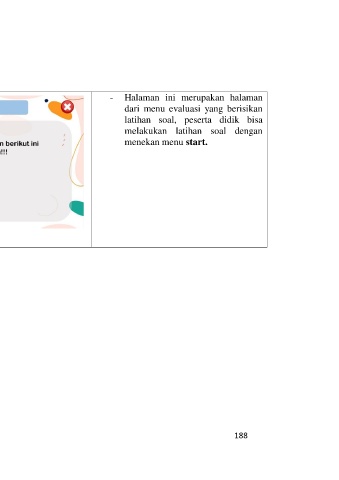 n berikut ini
!!!
- Halaman ini merupakan halaman
dari menu evaluasi yang berisikan
latihan soal, peserta didik bisa
melakukan latihan soal dengan
menekan menu start.
188